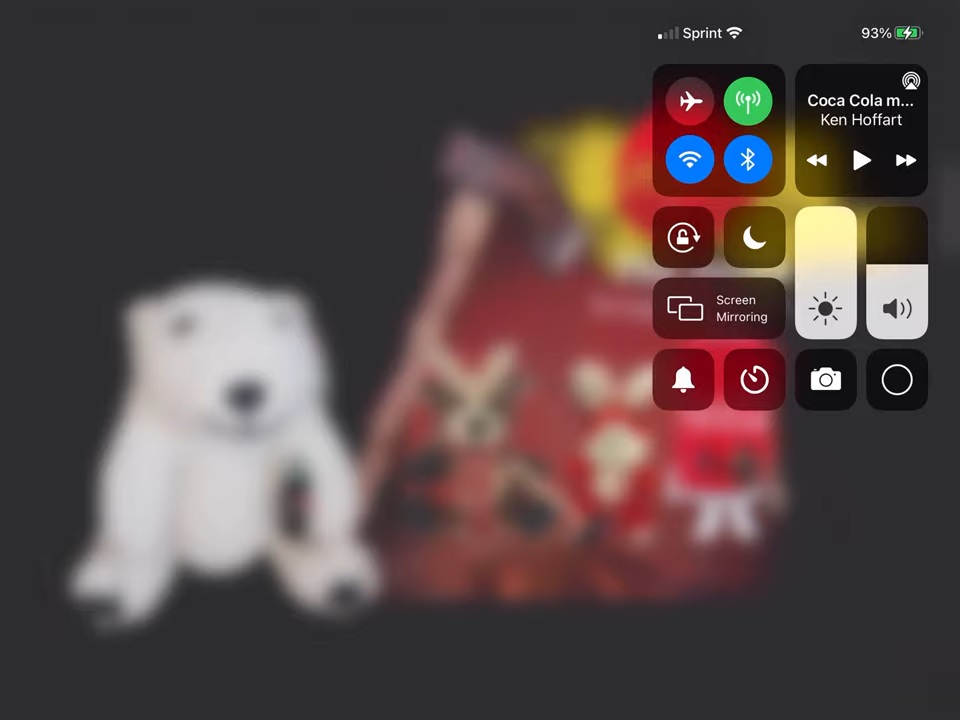 Sprint
93%
Coca Cola m...
Ken Hoffart
Screen
Mirroring